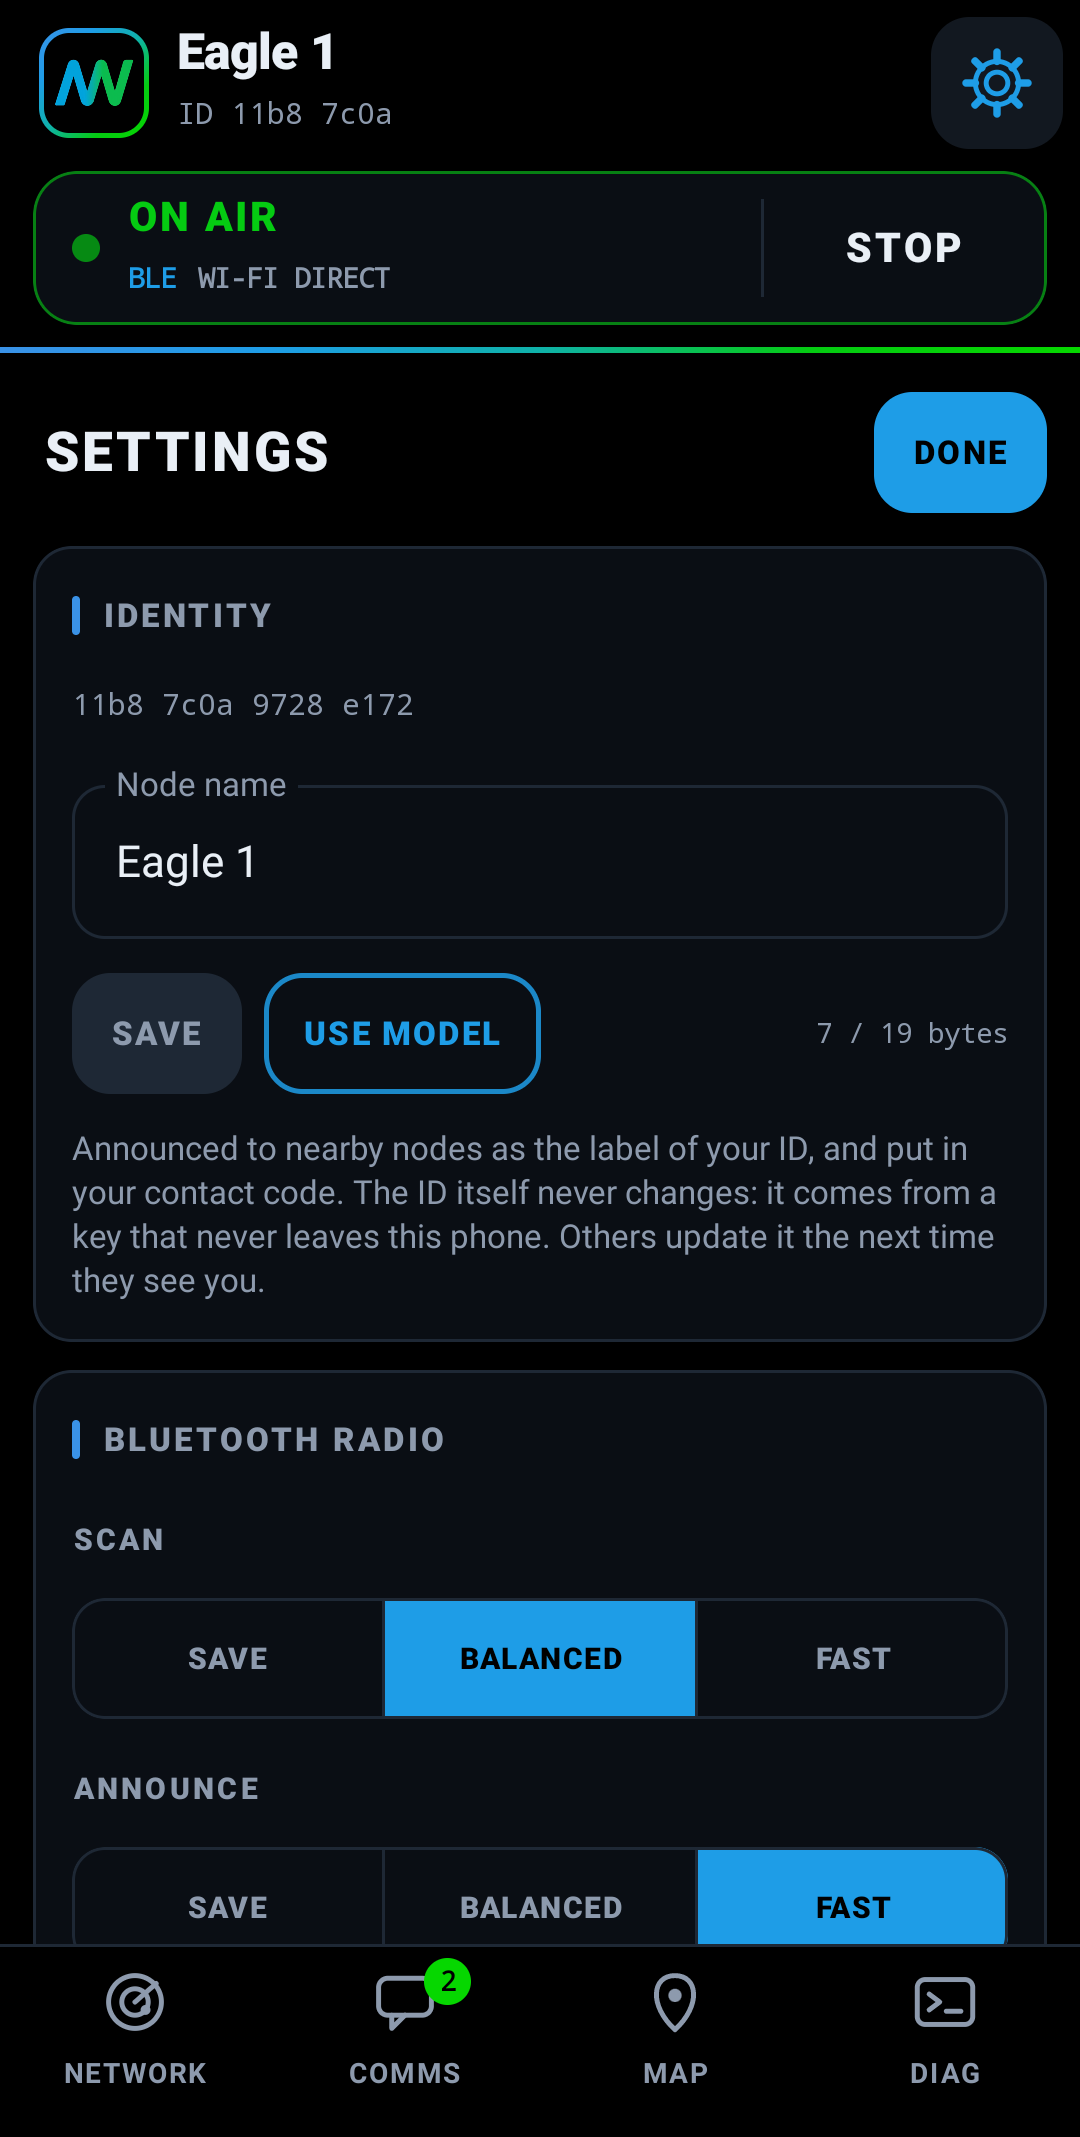 Eagle 1
ID 11b8 7c0a
ON AIR
BLE WI-FI DIRECT
STOP
SETTINGS
DONE
IDENTITY
11b8 7c0a 9728 e172
Node name
Eagle 1
SAVE
USE MODEL
7 / 19 bytes
Announced to nearby nodes as the label of your ID, and put in
your contact code. The ID itself never changes: it comes from a
key that never leaves this phone. Others update it the next time
they see you.
BLUETOOTH RADIO
SCAN
SAVE
BALANCED
FAST
ANNOUNCE
SAVE
BALANCED
FAST
2
NETWORK
COMMS
MAP
DIAG